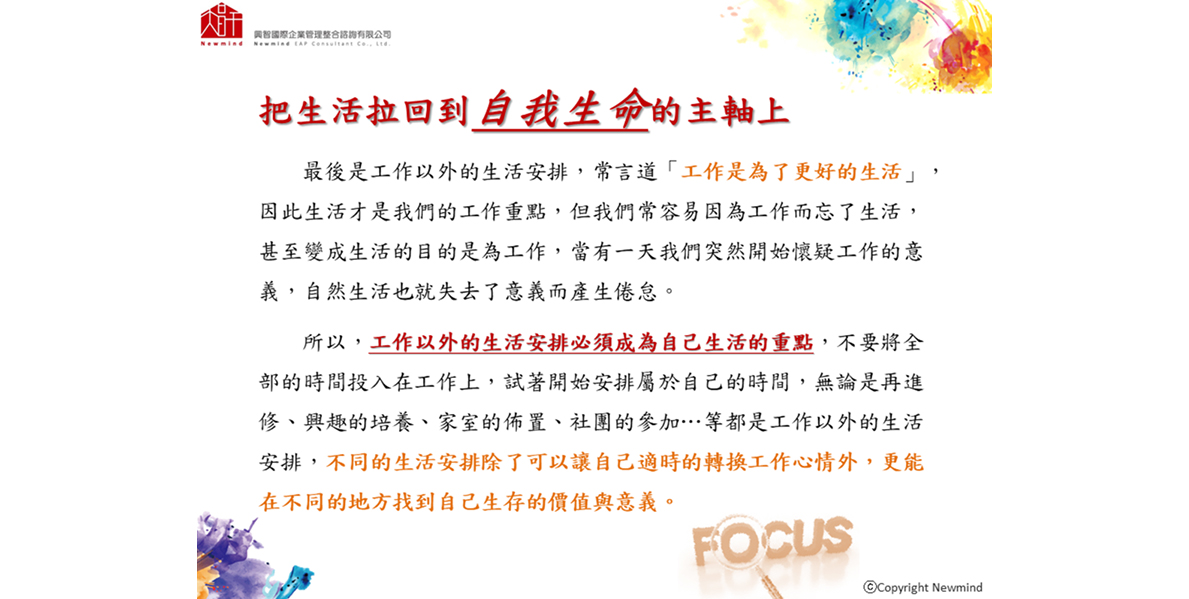 Newmind
興智國際企業管理整合諮詢有限公司
Newmind EAP Consultant Co., Ltd.
把生活拉回到自我生命的主軸上
最後是工作以外的生活安排，常言道「工作是為了更好的生活」，
因此生活才是我們的工作重點，但我們常容易因為工作而忘了生活，
甚至變成生活的目的是為工作，當有一天我們突然開始懷疑工作的意
義，自然生活也就失去了意義而產生倦怠。
所以，工作以外的生活安排必須成為自己生活的重點，不要將全
部的時間投入在工作上，試著開始安排屬於自己的時間，無論是再進
修、興趣的培養、家室的佈置、社團的參加…等都是工作以外的生活
安排，不同的生活安排除了可以讓自己適時的轉換工作心情外，更能
在不同的地方找到自己生存的價值與意義。
FOCUS
©Copyright Newmind